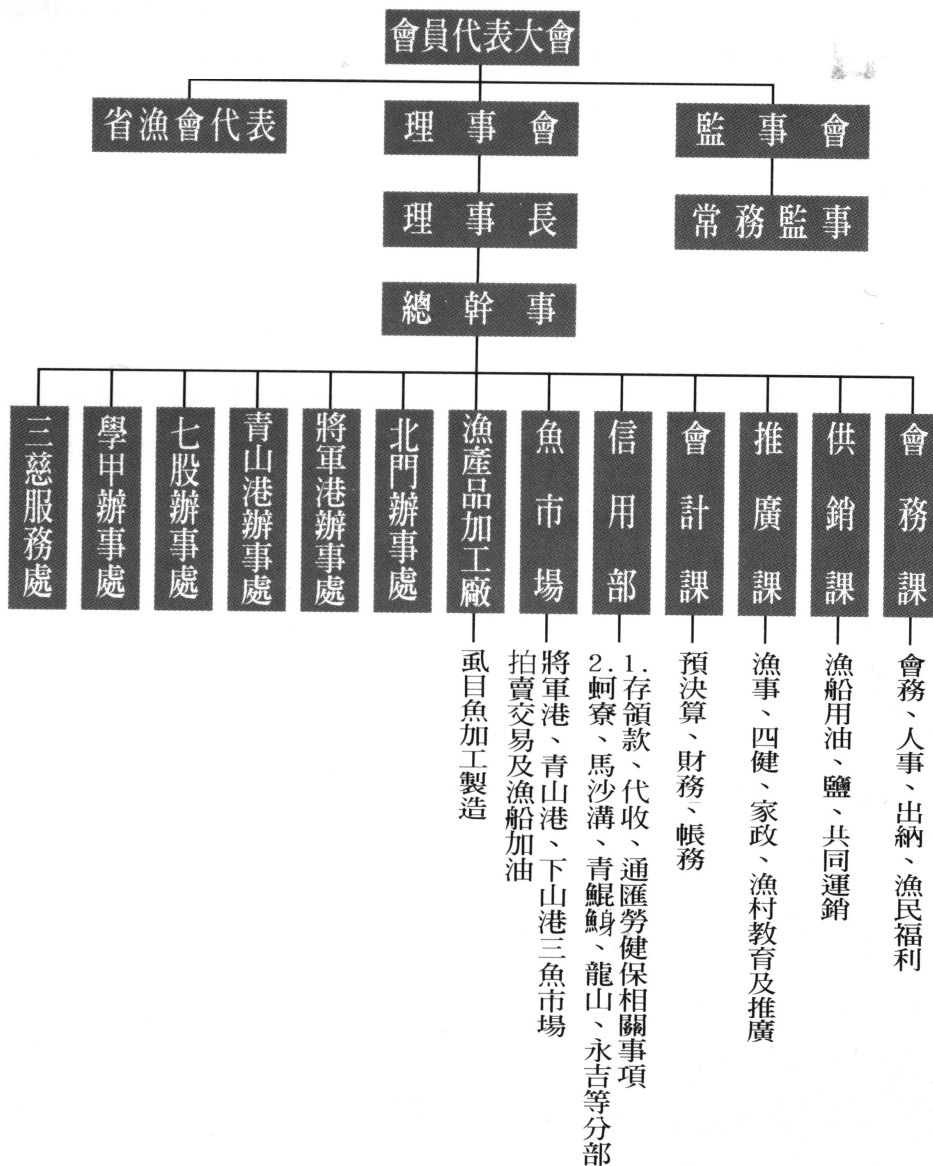 會員代表大會
省漁會代表
理事會
監事會
理事長
常務監事
總幹事
會務課
會務、人事、出納、漁民福利
供銷課
漁船用油、鹽、共同運銷
推廣課
漁事、四健、家政、漁村教育及推廣
會計課
預決算、財務、帳務
信用部
1.存領款、代收、通匯勞健保相關事項
2.蚵寮、馬沙溝、青鯤鯓、龍山、永吉等分部
魚市場
將軍港、青山港、下山港三魚市場
拍賣交易及漁船加油
漁產品加工廠
虱目魚加工製造
北門辦事處
將軍港辦事處
青山港辦事處
七股辦事處
學甲辦事處
三慈服務處